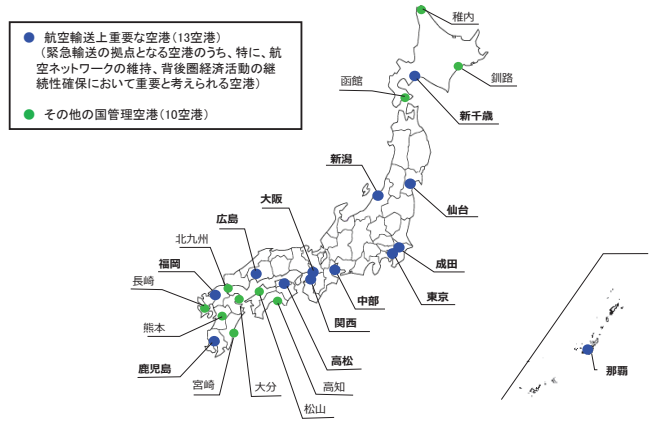 航空輸送上重要な空港（13空港）
（緊急輸送の拠点となる空港のうち、特に、航
空ネットワークの維持、背後圏経済活動の継
続性確保において重要と考えられる空港）
その他の国管理空港（10空港）
稚内
函館
釧路
新千歳
新潟
大阪
仙台
広島
北九州
福岡
成田
長崎
中部
東京
関西
熊本
高松
鹿児島
那覇
宮崎
大分
高知
松山